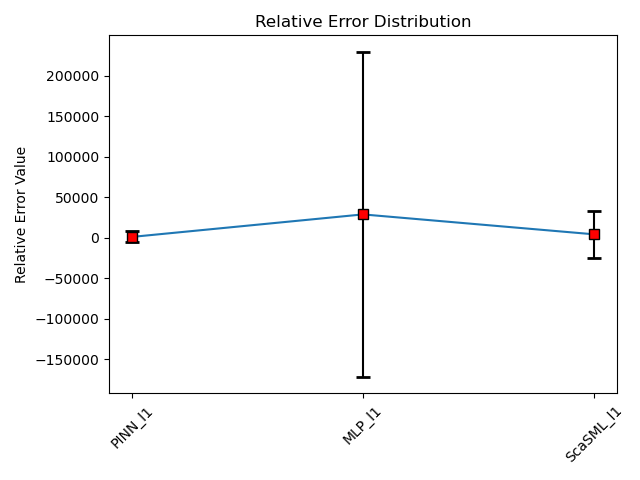 Relative Error Distribution
Relative Error Value
200000
150000
100000
50000
0
−50000
−100000
−150000
PINN_l1
MLP_l1
ScaSML_l1